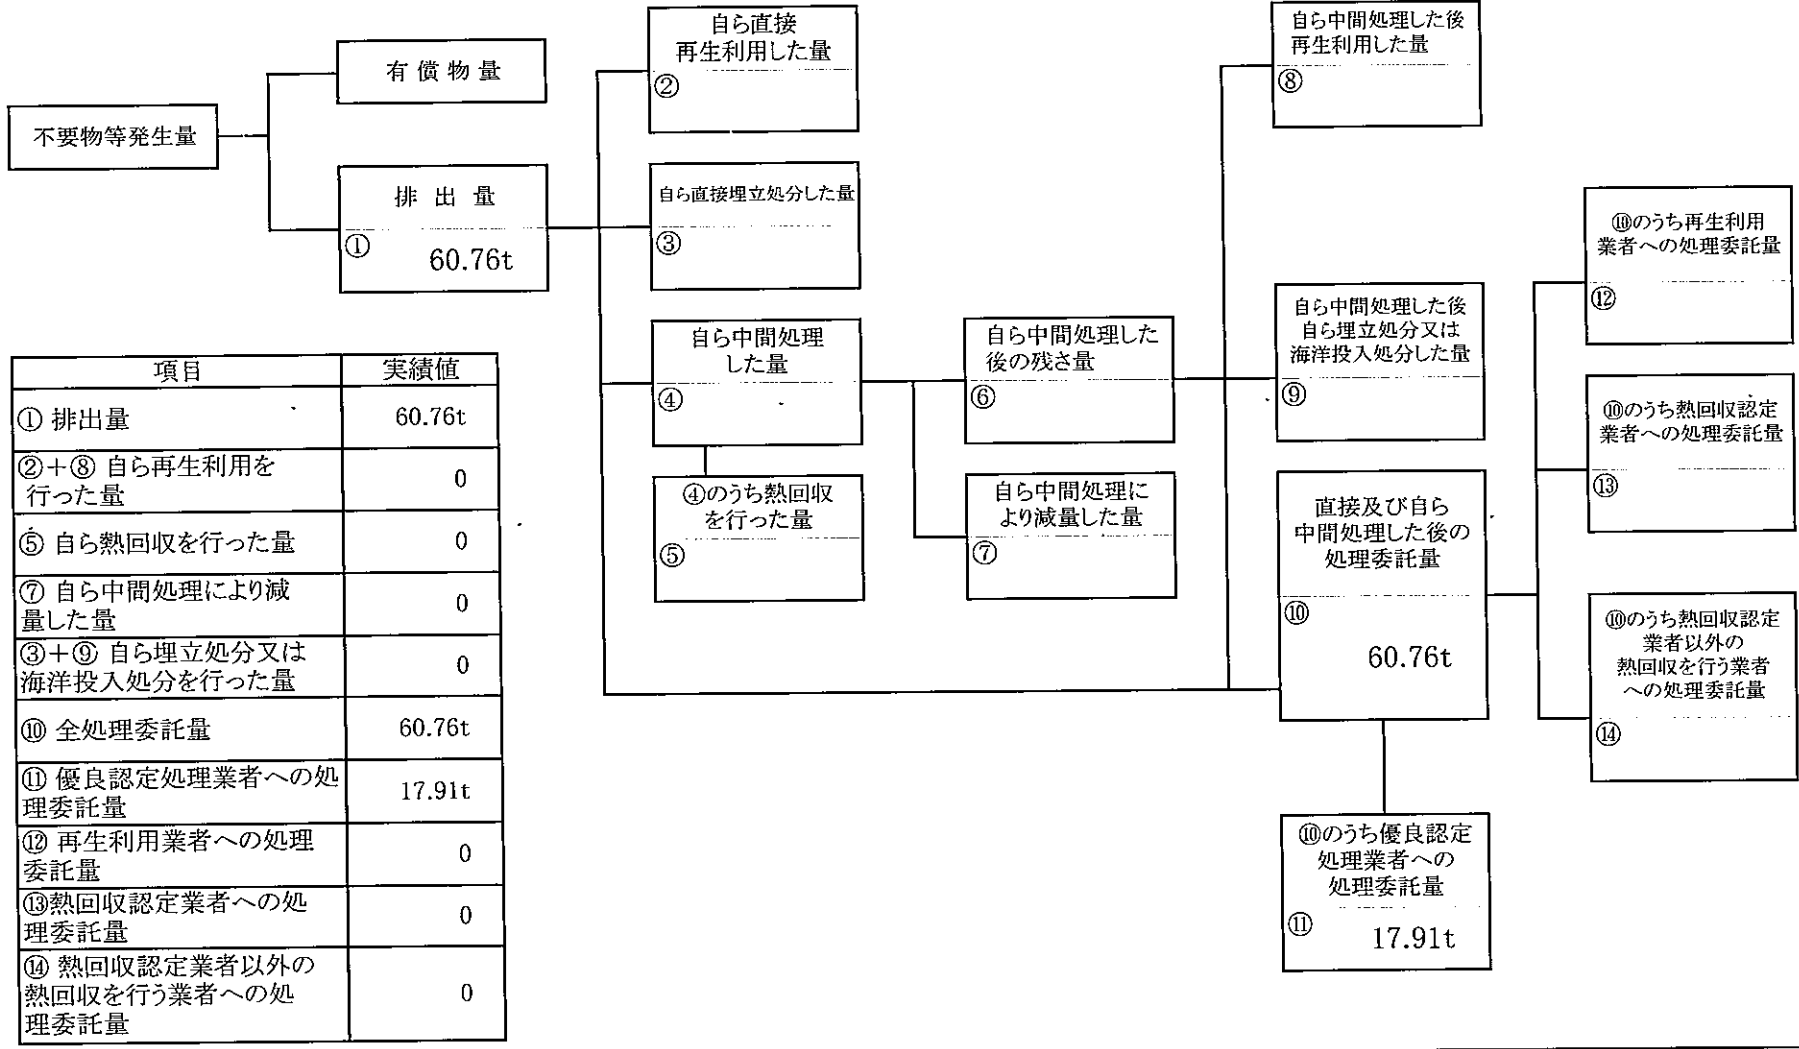 不要物等発生量
有償物量
排出量
①
60.76t
自ら直接
再生利用した量
②
自ら直接埋立処分した量
③
自ら中間処理
した量
④
④のうち熱回収
を行った量
⑤
自ら中間処理した
後の残さ量
⑥
自ら中間処理に
より減量した量
⑦
自ら中間処理した後
再生利用した量
⑧
自ら中間処理した後
自ら埋立処分又は
海洋投入処分した量
⑨
直接及び自ら
中間処理した後の
処理委託量
⑩
60.76t
⑩のうち優良認定
処理業者への
処理委託量
⑪
17.91t
⑩のうち再生利用
業者への処理委託量
⑫
⑩のうち熱回収認定
業者への処理委託量
⑬
⑩のうち熱回収認定
業者以外の
熱回収を行う業者
への処理委託量
⑭
項目 実績値
① 排出量 60.76t
②+⑧ 自ら再生利用を
行った量 0
⑤ 自ら熱回収を行った量 0
⑦ 自ら中間処理により減
量した量 0
③+⑨ 自ら埋立処分又は
海洋投入処分を行った量 0
⑩ 全処理委託量 60.76t
⑪ 優良認定処理業者への処
理委託量 17.91t
⑫ 再生利用業者への処理
委託量 0
⑬熱回収認定業者への処
理委託量 0
⑭ 熱回収認定業者以外の
熱回収を行う業者への処
理委託量 0